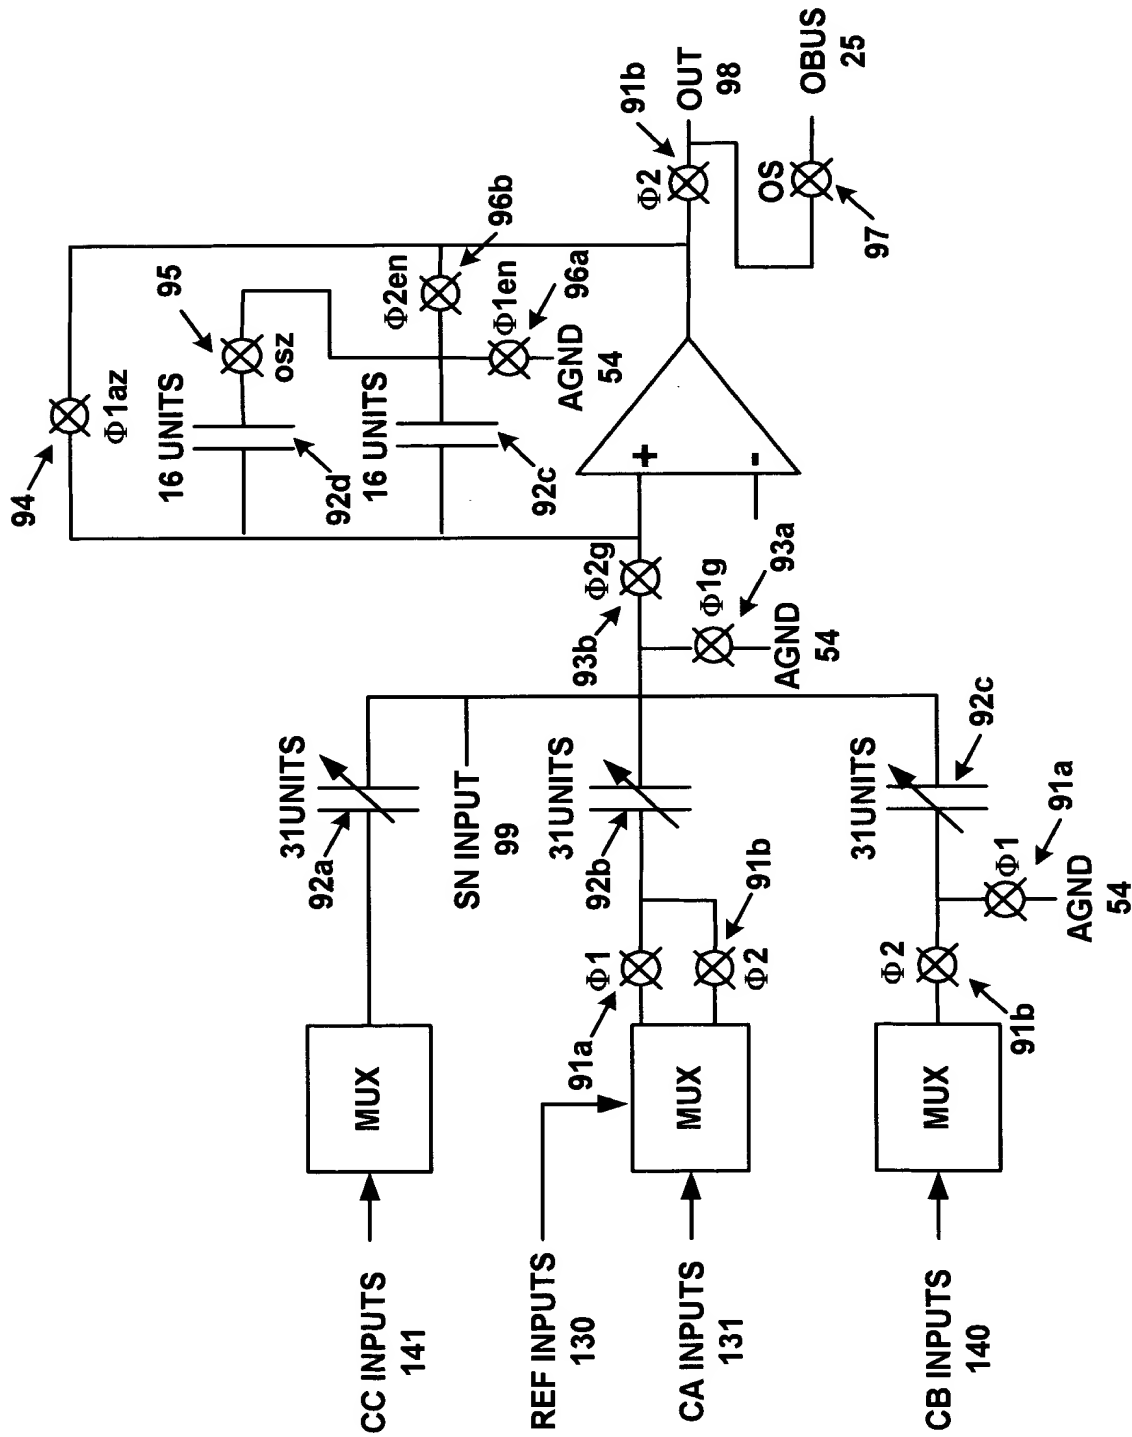 94
Φ1az
16 UNITS
95
osz
92d
16 UNITS
92c
Φ2en
96b
Φ1en
96a
AGND
54
+
-
Φ2
91b
OUT
98
OS
97
OBUS
25
93b
Φ2g
Φ1g
93a
AGND
54
CC INPUTS
141
MUX
31UNITS
92a
SN INPUT
99
REF INPUTS
130
CA INPUTS
131
MUX
91a
Φ1
Φ2
91b
31UNITS
92b
CB INPUTS
140
MUX
Φ2
91b
Φ1
91a
AGND
54
31UNITS
92c